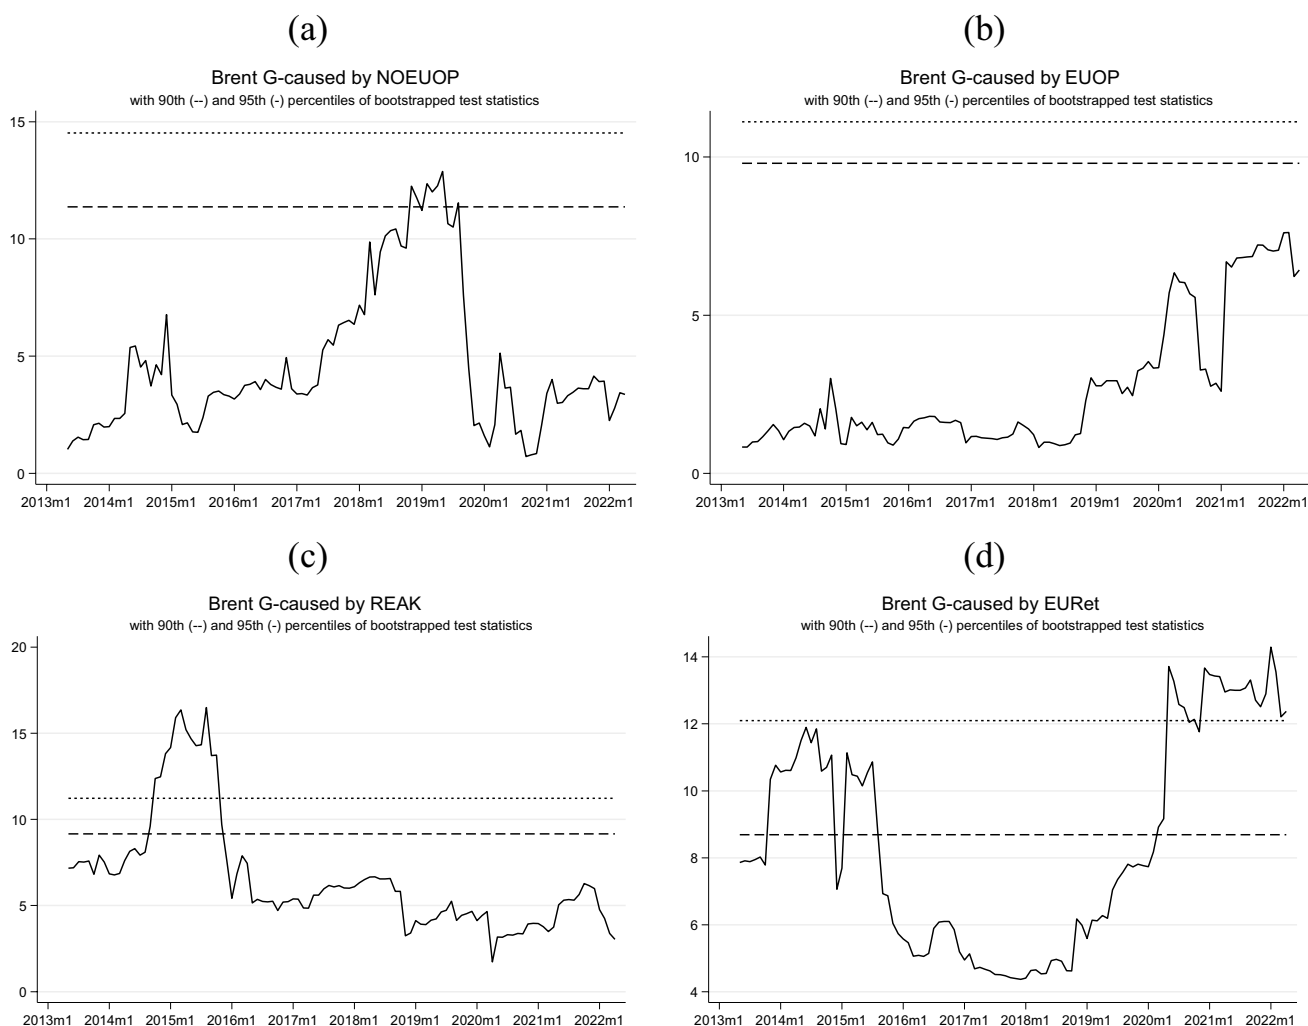 (a)
Brent G-caused by NOEUOP
with 90th (--) and 95th (-) percentiles of bootstrapped test statistics
15
10
5
0
2013m1 2014m1 2015m1 2016m1 2017m1 2018m1 2019m1 2020m1 2021m1 2022m1
(b)
Brent G-caused by EUOP
with 90th (--) and 95th (-) percentiles of bootstrapped test statistics
10
5
0
2013m1 2014m1 2015m1 2016m1 2017m1 2018m1 2019m1 2020m1 2021m1 2022m1
(c)
Brent G-caused by REAK
with 90th (--) and 95th (-) percentiles of bootstrapped test statistics
20
15
10
5
0
2013m1 2014m1 2015m1 2016m1 2017m1 2018m1 2019m1 2020m1 2021m1 2022m1
(d)
Brent G-caused by EURet
with 90th (--) and 95th (-) percentiles of bootstrapped test statistics
14
12
10
8
6
4
2013m1 2014m1 2015m1 2016m1 2017m1 2018m1 2019m1 2020m1 2021m1 2022m1